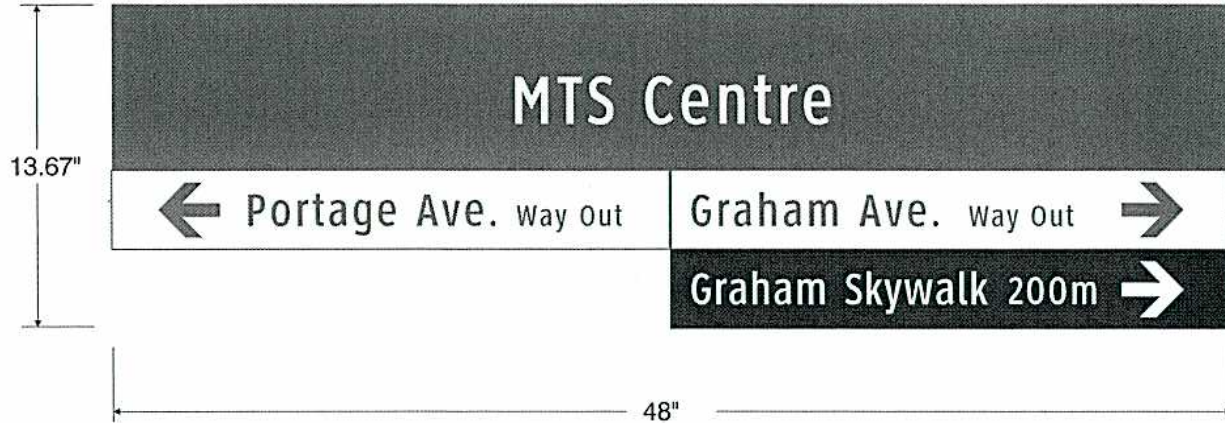 MTS Centre
13.67"
Portage Ave. Way Out
Graham Ave. Way Out
Graham Skywalk 200m
48"